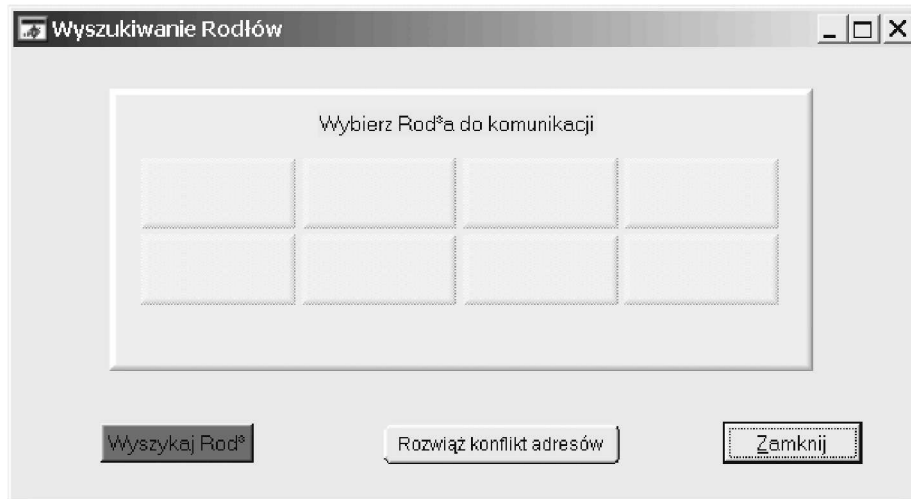 Wyszukiwanie Rodłów
Wybierz Rod*a do komunikacji
Wyszykaj Rod*
Rozwiąż konflikt adresów
Zamknij